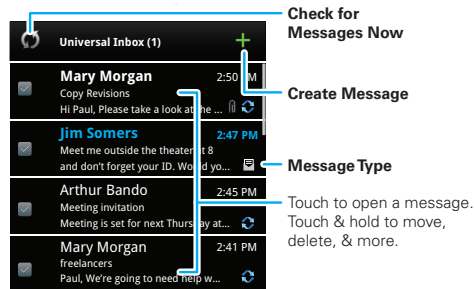 Check for
Messages Now
Universal Inbox (1)
Create Message
Mary Morgan 2:50 PM
Copy Revisions
Hi Paul, Please take a look at the ...
Jim Somers 2:47 PM
Meet me outside the theater at 8
and don't forget your ID. Would yo...
Message Type
Arthur Bando 2:45 PM
Meeting invitation
Meeting is set for next Thursday at...
Touch to open a message.
Touch & hold to move,
delete, & more.
Mary Morgan 2:41 PM
freelancers
Paul, We're going to need help w...